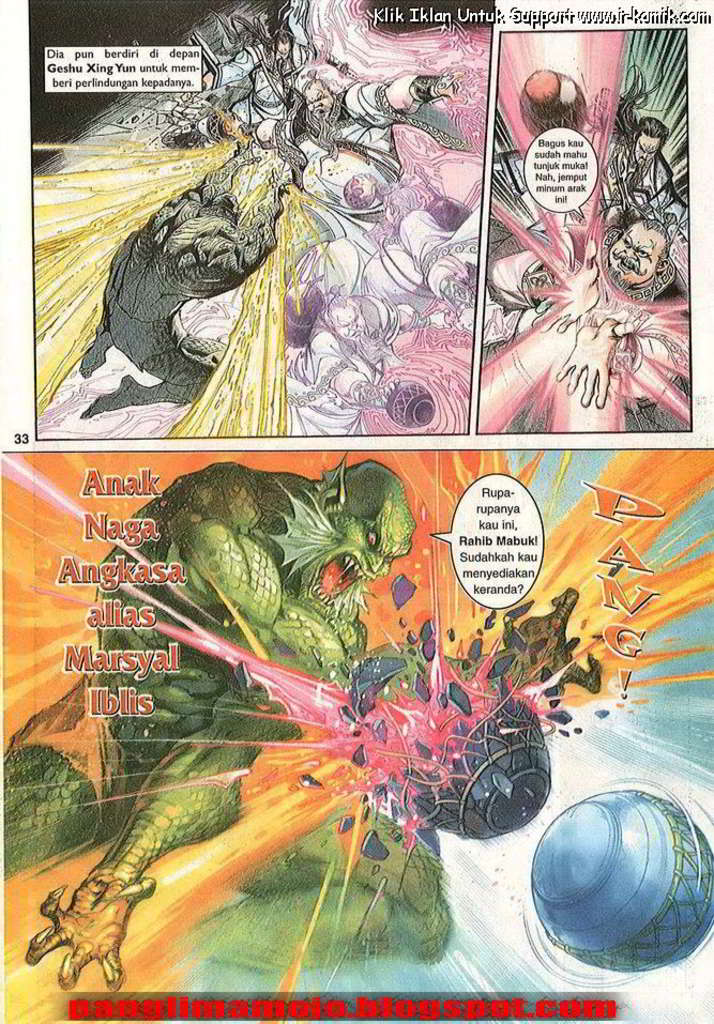 Klik Iklan Untuk Support www.i-komik.com
Dia pun berdiri di depan
Geshu Xing Yun untuk mem-
beri perlindungan kepadanya.
Bagus kau
sudah mahu
tunjuk muka!
Nah, jemput
minum arak
ini!
33
Anak
Naga
Angkasa
alias
Marsyal
Iblis
Rupa-
rupanya
kau ini,
Rahib Mabuk!
Sudahkah kau
menyediakan
keranda?
PANG!
panglimamojo.blogspot.com